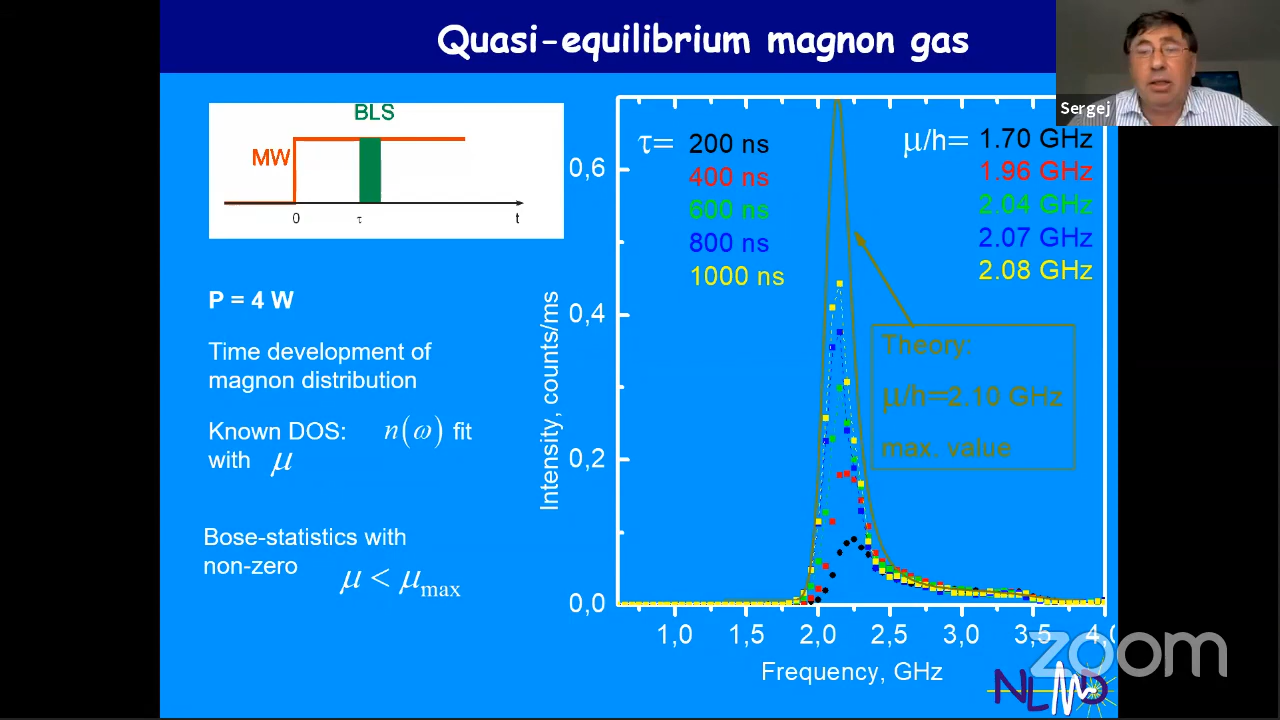 Quasi-equilibrium magnon gas
Sergej
BLS
MW
0
τ
t
P = 4 W
Time development of
magnon distribution
Known DOS: n(ω) fit
with μ
Bose-statistics with
non-zero μ < μmax
τ= 200 ns
400 ns
600 ns
800 ns
1000 ns
μ/h= 1.70 GHz
1.96 GHz
2.04 GHz
2.07 GHz
2.08 GHz
Theory:
μ/h=2.10 GHz
max. value
Intensity, counts/ms
0,6
0,4
0,2
0,0
1,0 1,5 2,0 2,5 3,0 3,5 4,0
Frequency, GHz
zoom
NLMD